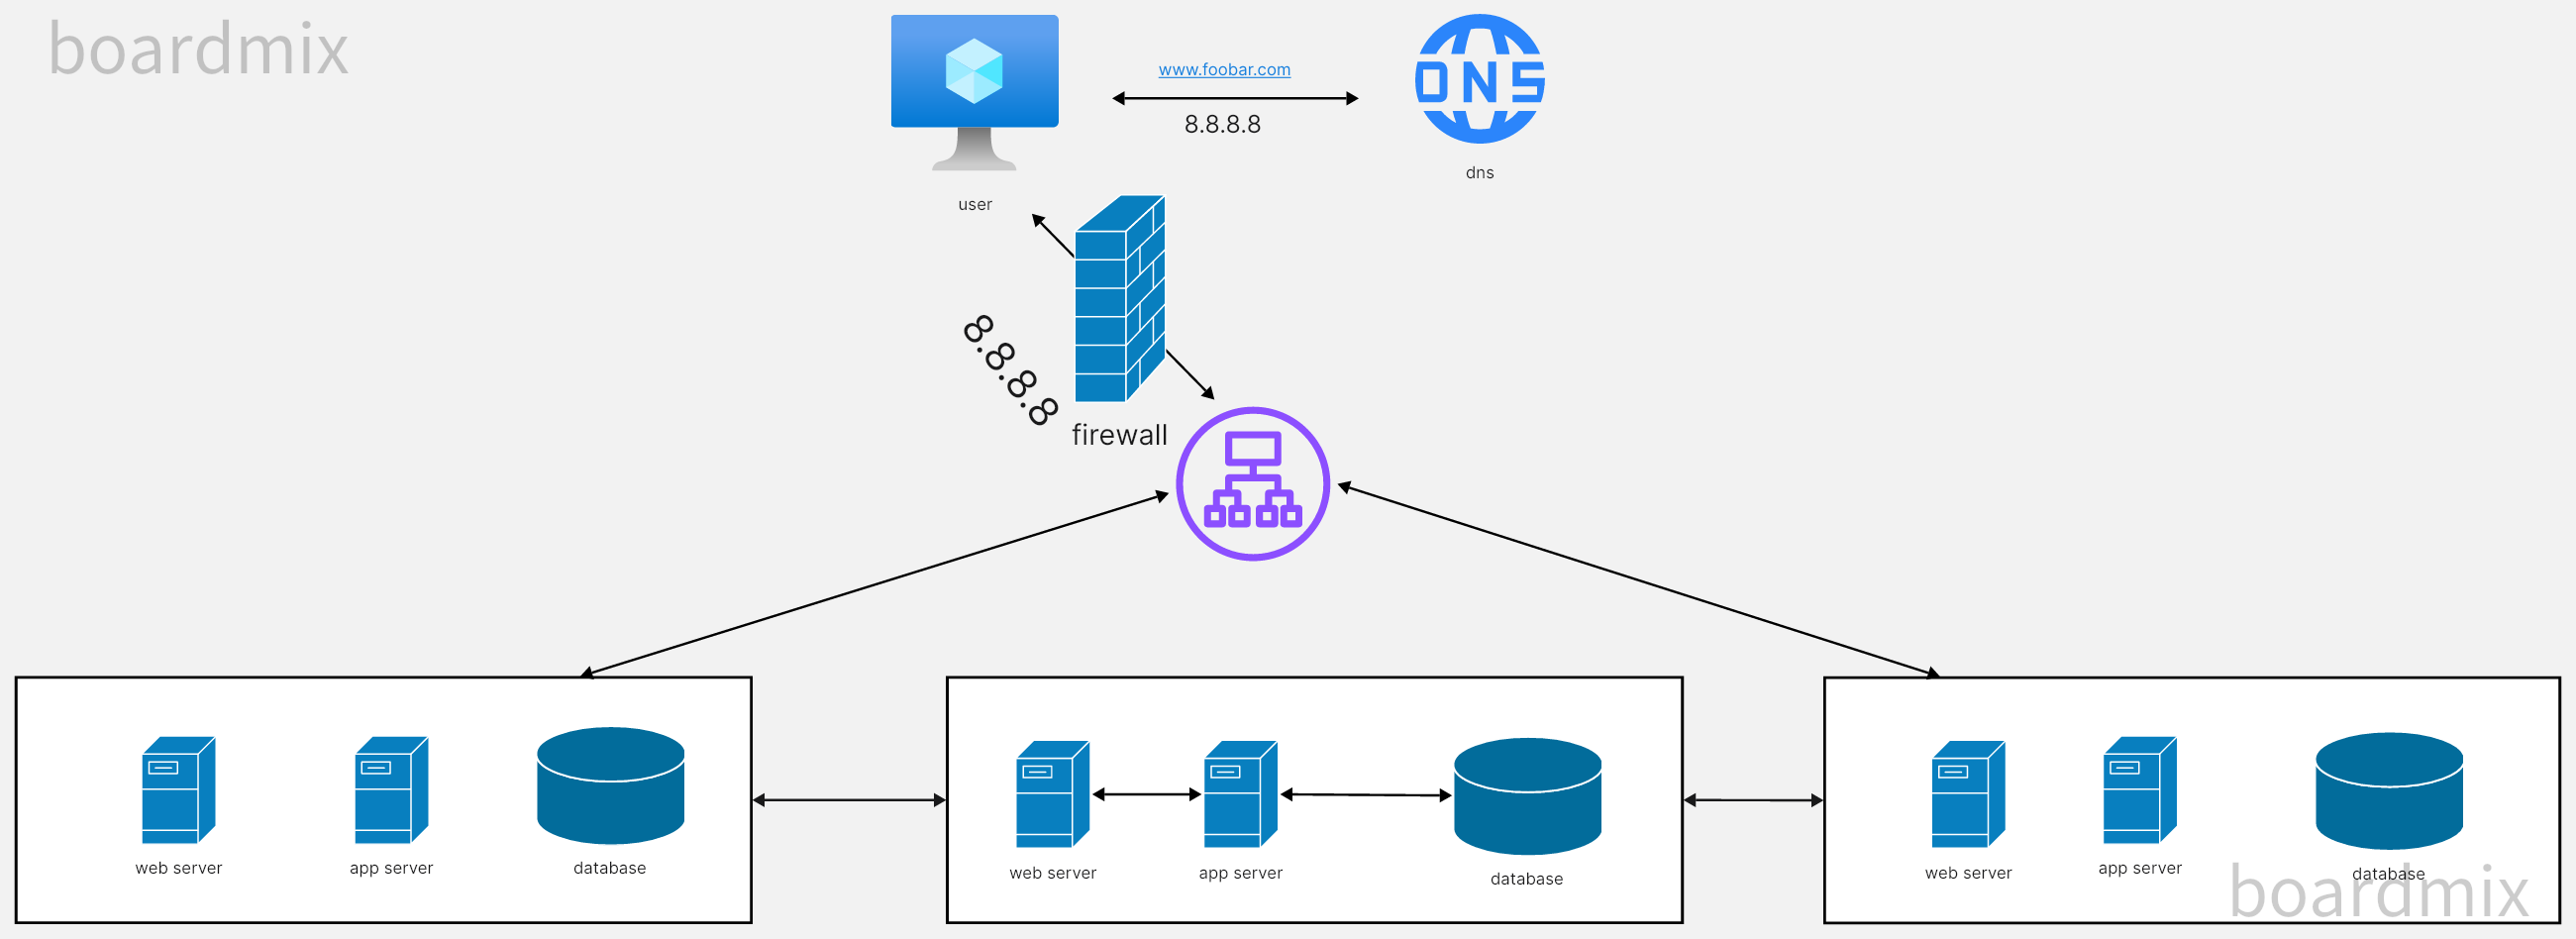 boardmix
www.foobar.com
8.8.8.8
DNS
dns
user
8.8.8.8
firewall
web server
app server
database
web server
app server
database
web server
app server
database
boardmix